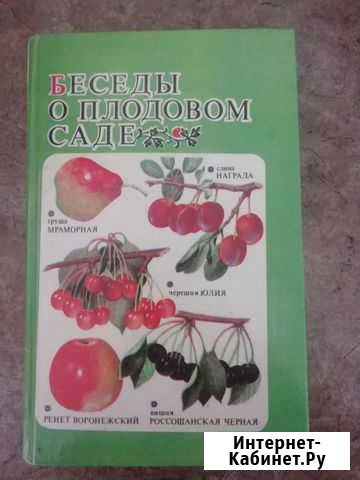 БЕСЕДЫ
О ПЛОДОВОМ
САДЕ
слива
НАГРАДА
груша
МРАМОРНАЯ
черешня ЮЛИЯ
РЕНЕТ ВОРОНЕЖСКИЙ
вишня
РОССОШАНСКАЯ ЧЕРНАЯ
Интернет-
Кабинет.Ру